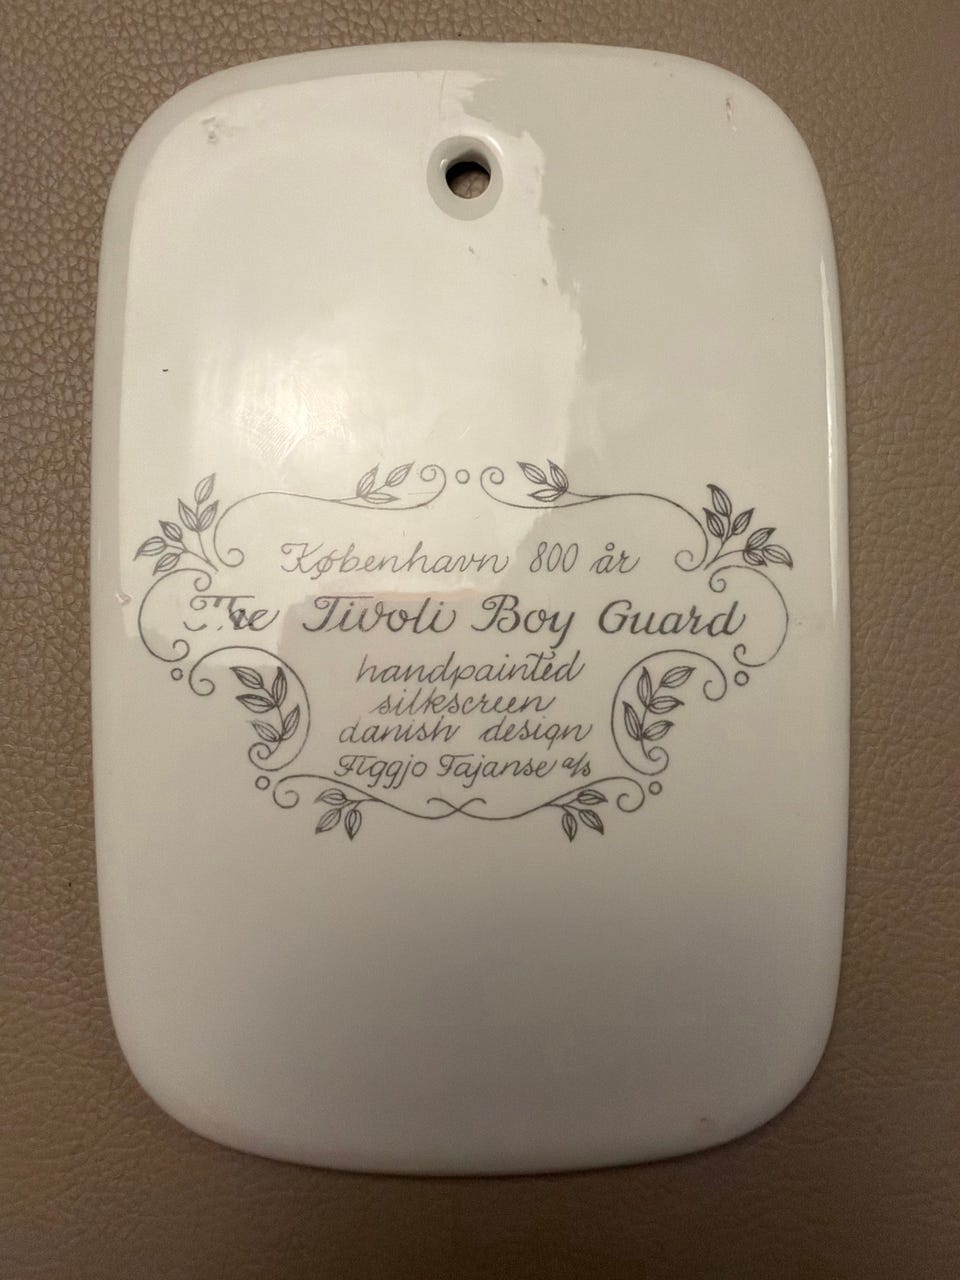 København 800 år
The Tivoli Boy Guard
handpainted
silkscreen
danish design
Figgjo Fajanse a/s